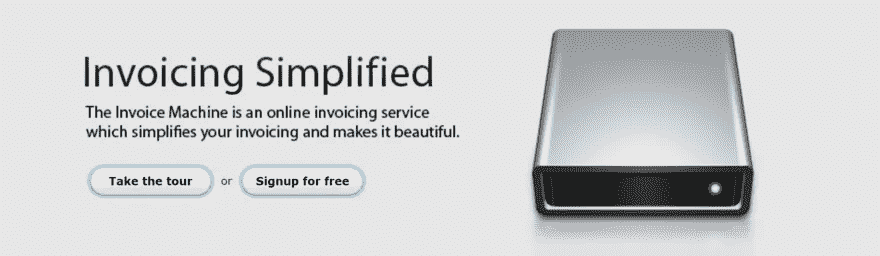 Invoicing Simplified
The Invoice Machine is an online invoicing service
which simplifies your invoicing and makes it beautiful.
Take the tour or Signup for free